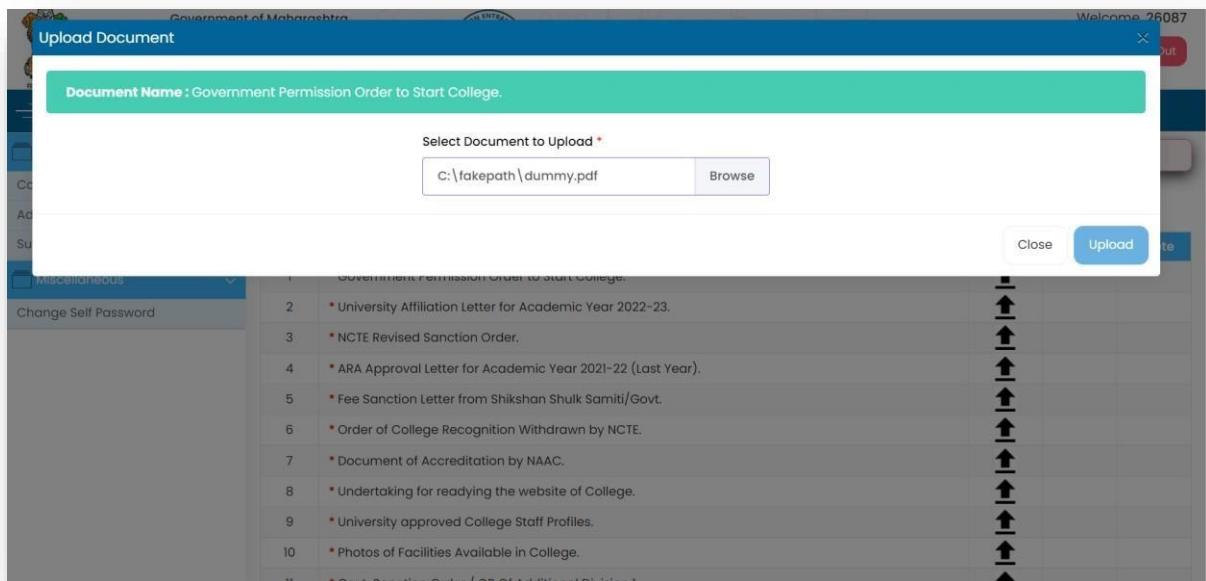 Government of Maharashtra
Welcome, 26087
Upload Document
Out
Document Name : Government Permission Order to Start College.
Select Document to Upload *
C:\fakepath\dummy.pdf Browse
Close Upload
1 Government Permission Order to Start College.
Miscellaneous
2 * University Affiliation Letter for Academic Year 2022-23.
Change Self Password
3 * NCTE Revised Sanction Order.
4 * ARA Approval Letter for Academic Year 2021-22 (Last Year).
5 * Fee Sanction Letter from Shikshan Shulk Samiti/Govt.
6 * Order of College Recognition Withdrawn by NCTE.
7 * Document of Accreditation by NAAC.
8 * Undertaking for readying the website of College.
9 * University approved College Staff Profiles.
10 * Photos of Facilities Available in College.